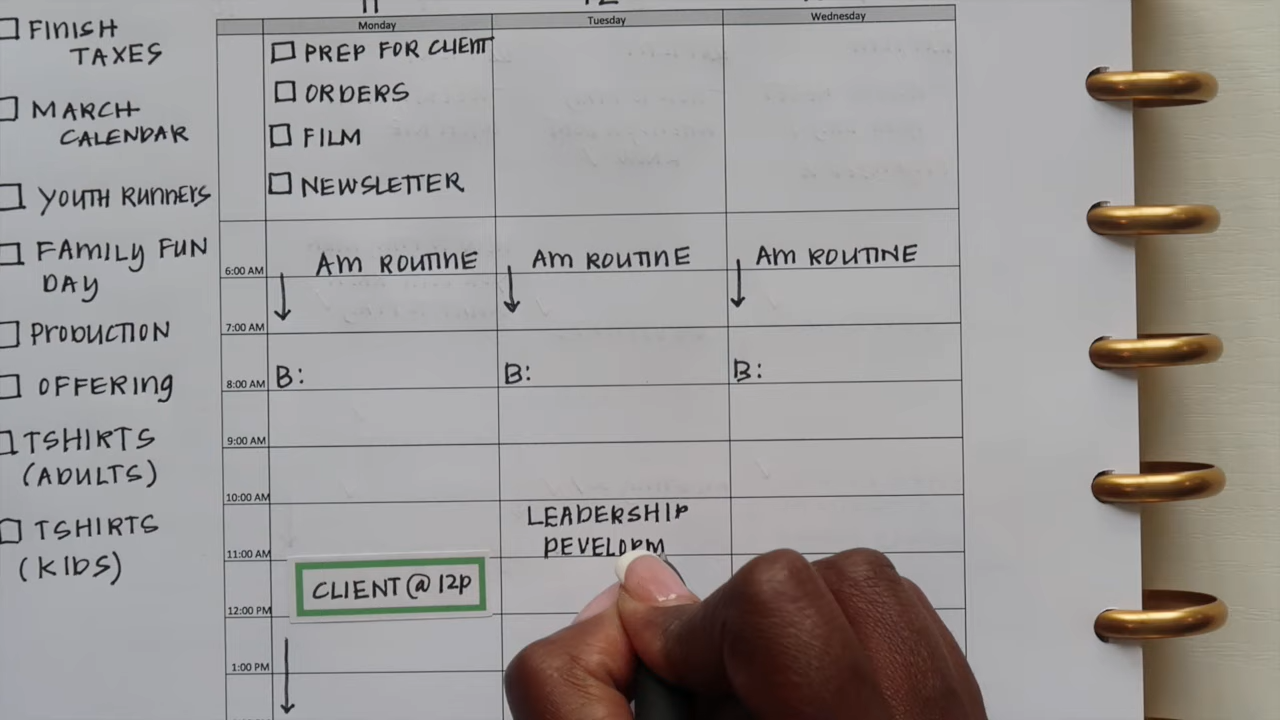 FINISH
TAXES
MARCH
CALENDAR
YOUTH RUNNERS
FAMILY FUN
DAY
PRODUCTION
OFFERING
TSHIRTS
(ADULTS)
TSHIRTS
(KIDS)
Monday
Tuesday
Wednesday
PREP FOR CLIENT
ORDERS
FILM
NEWSLETTER
AM ROUTINE
AM ROUTINE
AM ROUTINE
6:00 AM
7:00 AM
B:
B:
B:
8:00 AM
9:00 AM
10:00 AM
LEADERSHIP
DEVELOPM
11:00 AM
CLIENT @ 12p
12:00 PM
1:00 PM